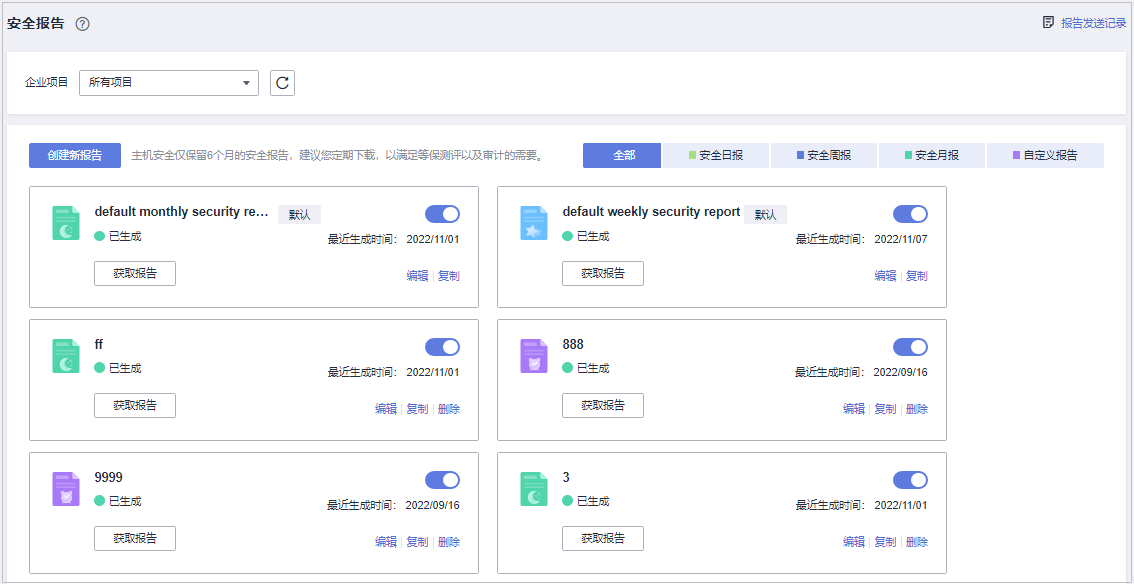 安全报告 ?
报告发送记录
企业项目 所有项目
创建新报告 主机安全仅保留6个月的安全报告，建议您定期下载，以满足等保测评以及审计的需要。
全部 安全日报 安全周报 安全月报 自定义报告
default monthly security re... 默认
已生成
最近生成时间： 2022/11/01
获取报告
编辑 复制
default weekly security report 默认
已生成
最近生成时间： 2022/11/07
获取报告
编辑 复制
ff
已生成
最近生成时间： 2022/11/01
获取报告
编辑 复制 删除
888
已生成
最近生成时间： 2022/09/16
获取报告
编辑 复制 删除
9999
已生成
最近生成时间： 2022/09/16
获取报告
编辑 复制 删除
3
已生成
最近生成时间： 2022/11/01
获取报告
编辑 复制 删除